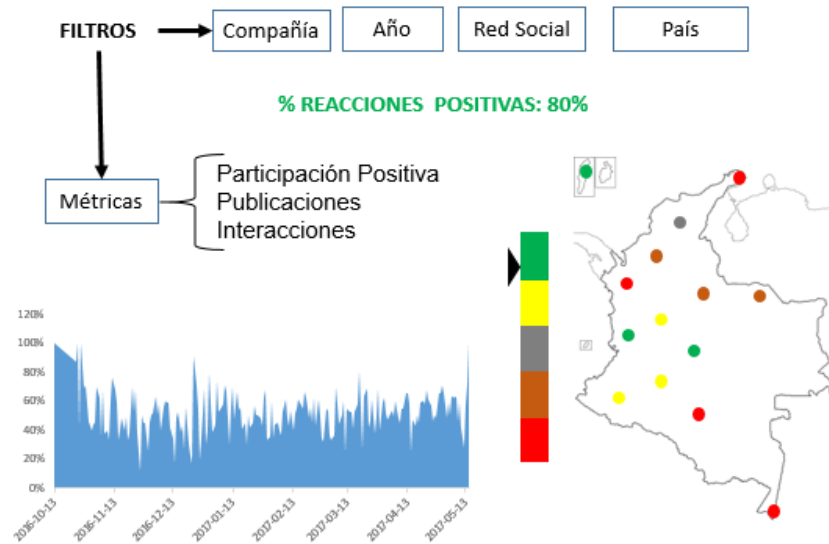 FILTROS
Compañía
Año
Red Social
País
% REACCIONES POSITIVAS: 80%
Métricas
Participación Positiva
Publicaciones
Interacciones
120%
100%
80%
60%
40%
20%
0%
2016-10-13
2016-11-13
2016-12-13
2017-01-13
2017-02-13
2017-03-13
2017-04-13
2017-05-13